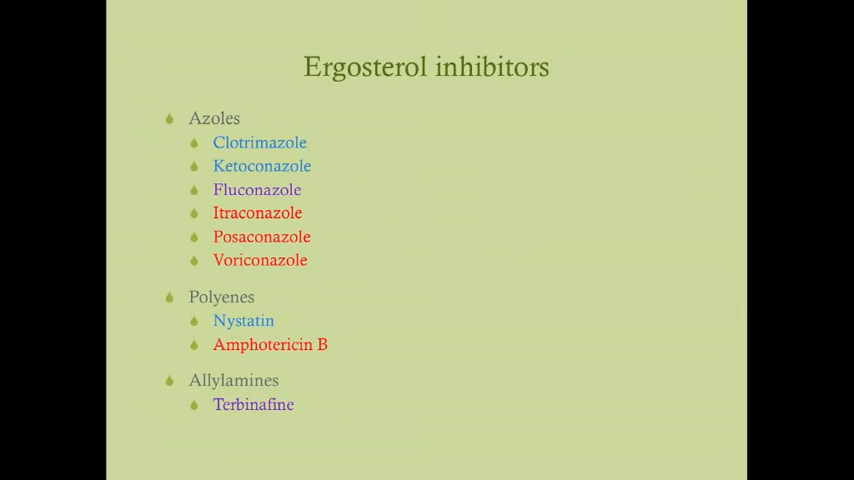 Ergosterol inhibitors
Azoles
Clotrimazole
Ketoconazole
Fluconazole
Itraconazole
Posaconazole
Voriconazole
Polyenes
Nystatin
Amphotericin B
Allylamines
Terbinafine